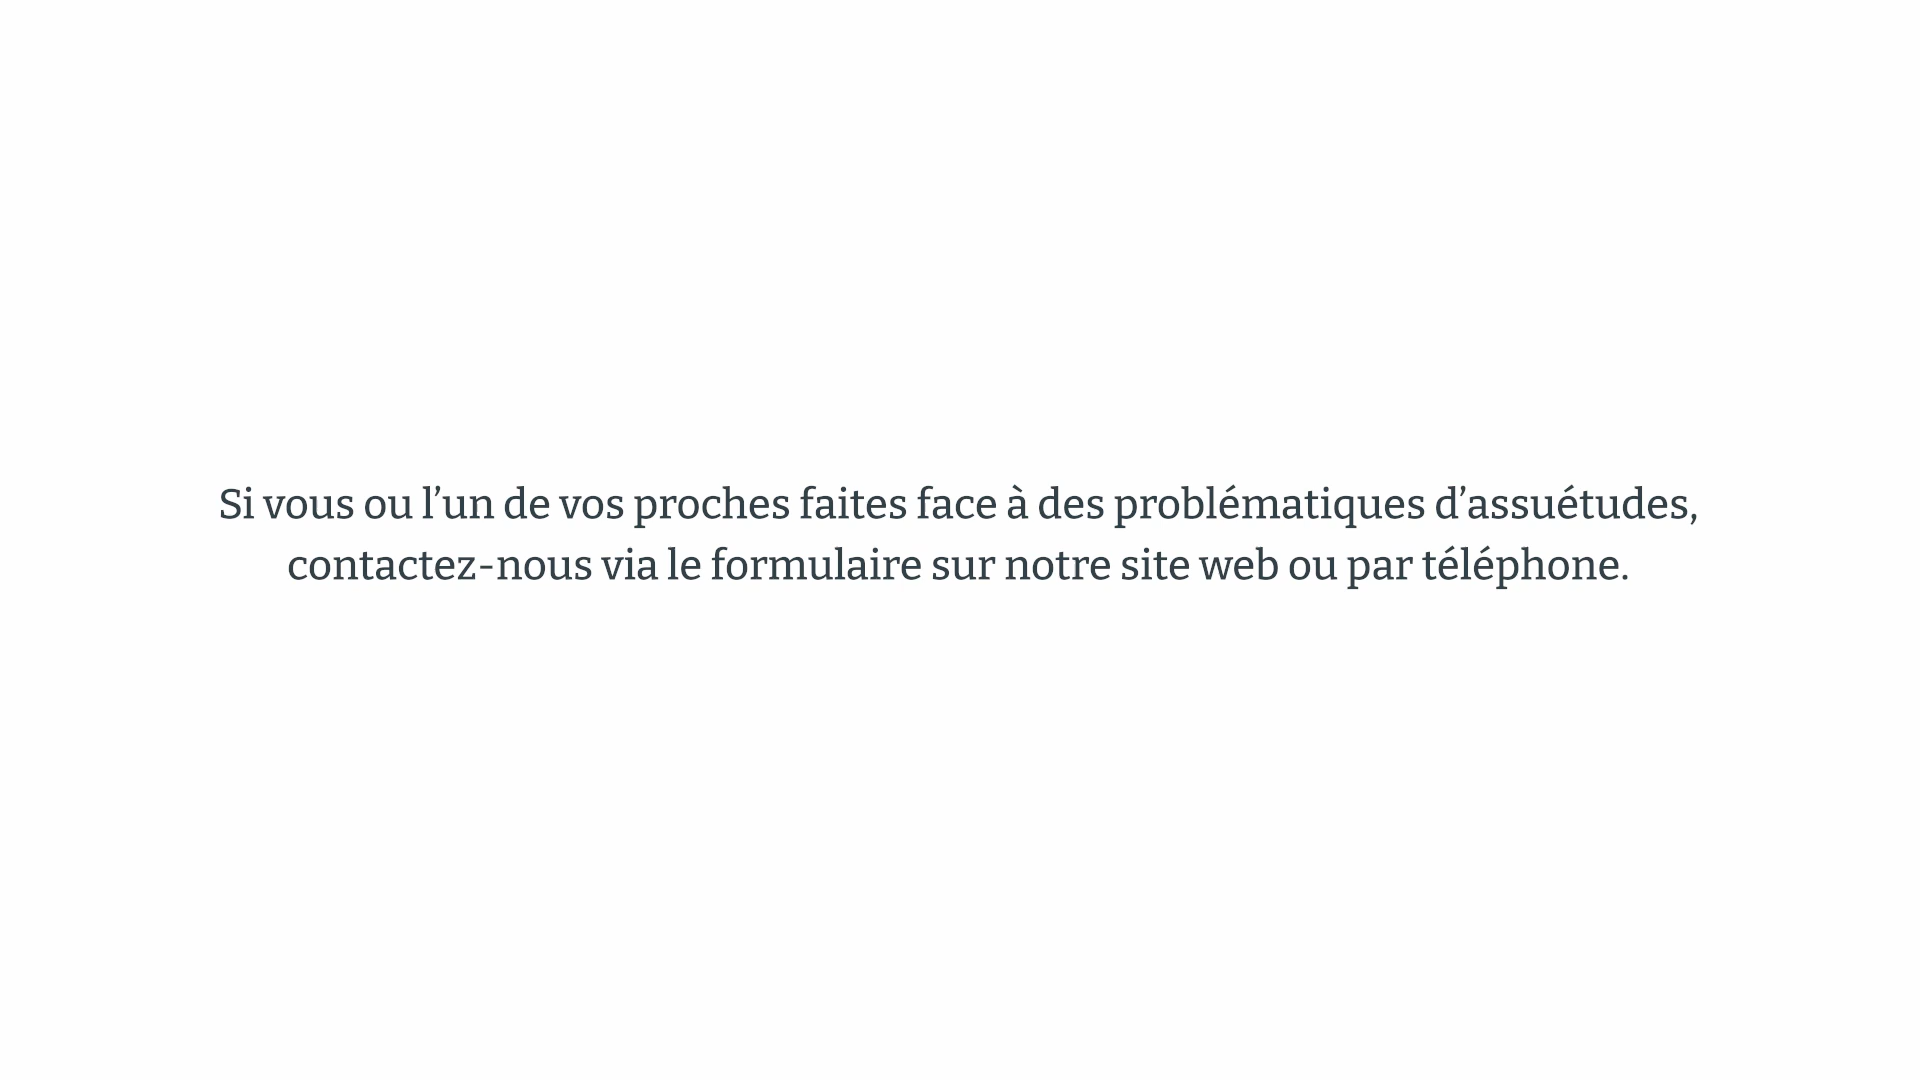 Si vous ou l’un de vos proches faites face à des problématiques d’assuétudes,
contactez-nous via le formulaire sur notre site web ou par téléphone.